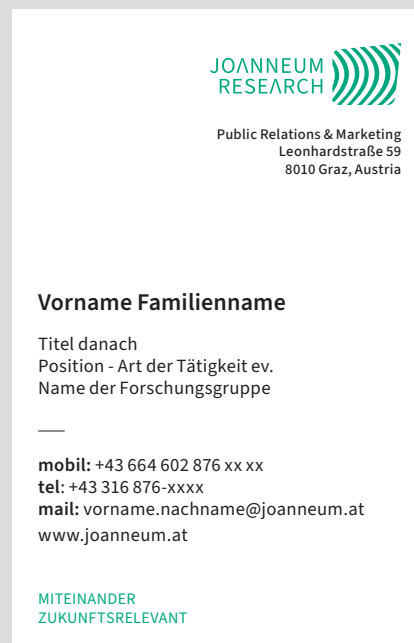 JOANNEUM
RESEARCH
Public Relations & Marketing
Leonhardstraße 59
8010 Graz, Austria
Vorname Familienname
Titel danach
Position - Art der Tätigkeit ev.
Name der Forschungsgruppe
mobil: +43 664 602 876 xx xx
tel: +43 316 876-xxxx
mail: vorname.nachname@joanneum.at
www.joanneum.at
MITEINANDER
ZUKUNFTSRELEVANT